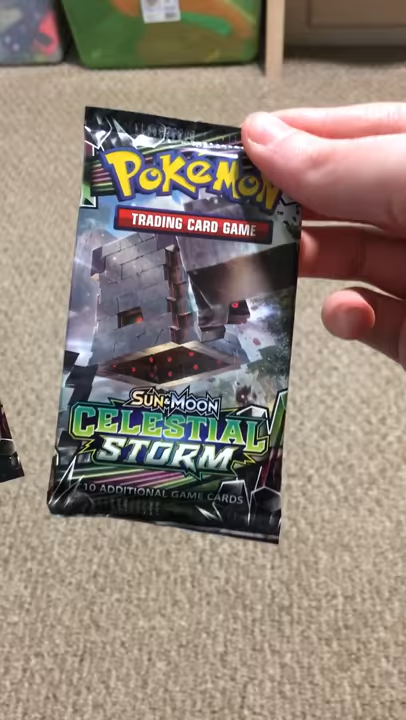 POKéMON
TRADING CARD GAME
SUN & MOON
CELESTIAL
STORM
10 ADDITIONAL GAME CARDS